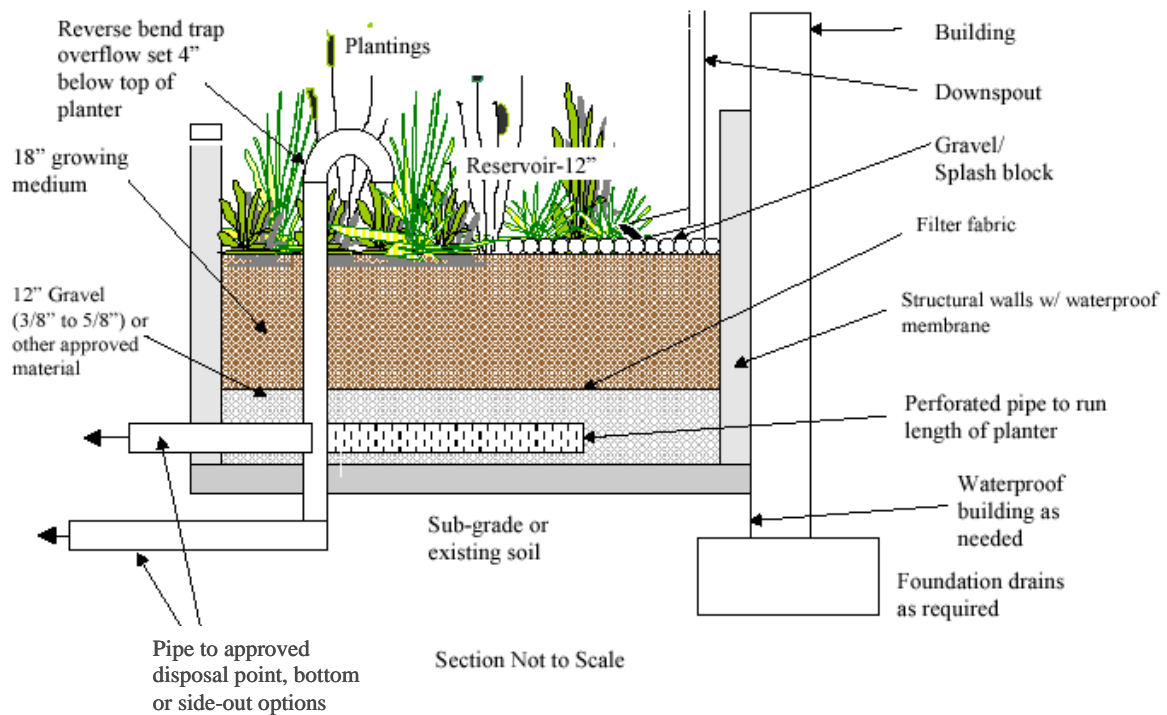 Reverse bend trap
overflow set 4”
below top of
planter
Plantings
Building
Downspout
18” growing
medium
Reservoir-12”
Gravel/
Splash block
Filter fabric
12” Gravel
(3/8” to 5/8”) or
other approved
material
Structural walls w/ waterproof
membrane
Perforated pipe to run
length of planter
Waterproof
building as
needed
Sub-grade or
existing soil
Foundation drains
as required
Pipe to approved
disposal point, bottom
or side-out options
Section Not to Scale